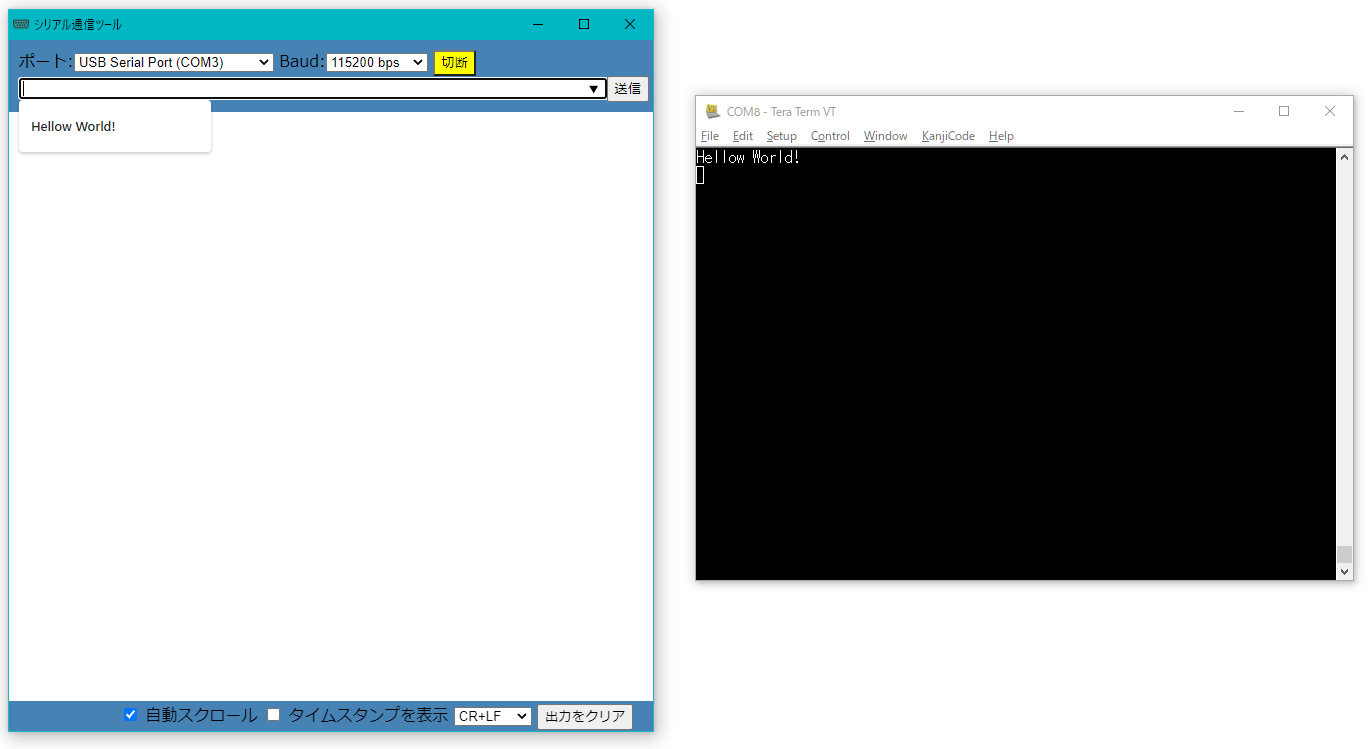 シリアル通信ツール
ポート: USB Serial Port (COM3) Baud: 115200 bps 切断
送信
Hellow World!
自動スクロール タイムスタンプを表示 CR+LF 出力をクリア
COM8 - Tera Term VT
File Edit Setup Control Window KanjiCode Help
Hellow World!